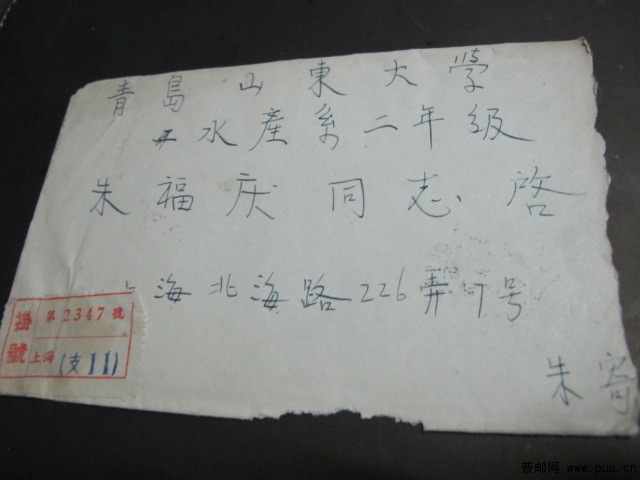 青島山東大学
水產系二年级
朱福庆同志 啓
上海北海路226弄7号
掛號
第2347號
上海(支11)
朱寄
普邮网 www.puu.cn